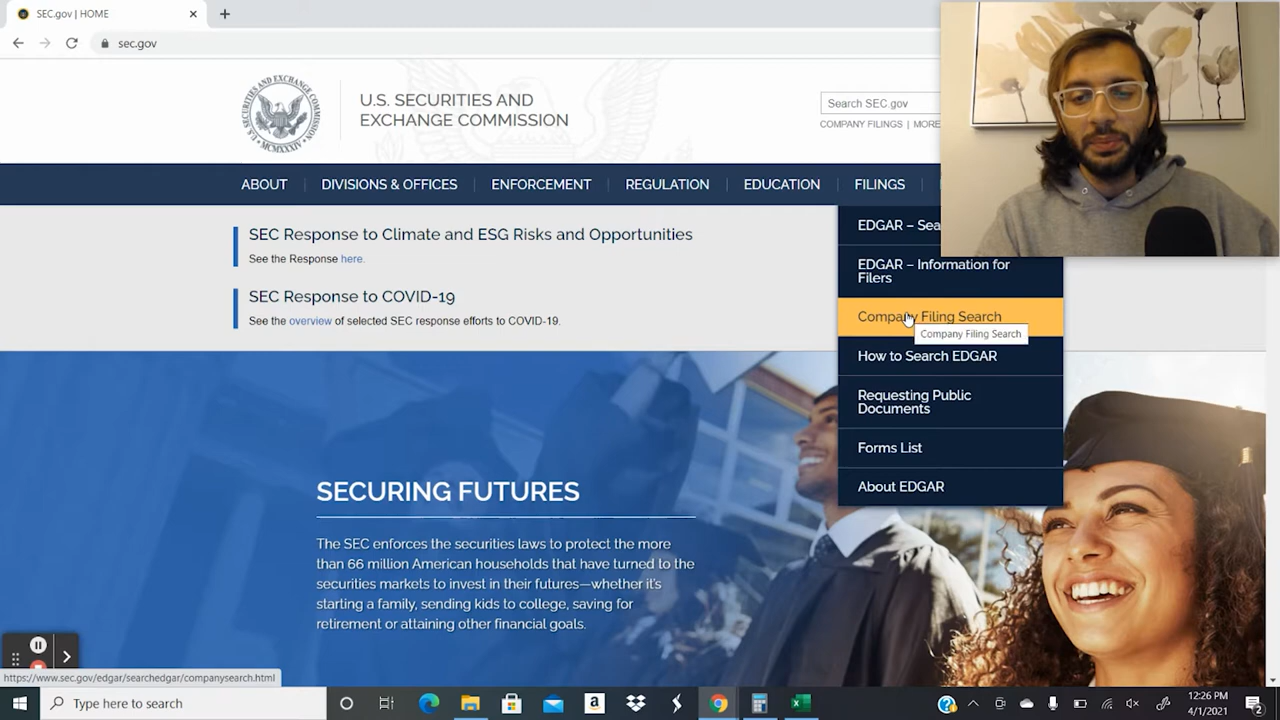 SEC.gov | HOME
sec.gov
U.S. SECURITIES AND
EXCHANGE COMMISSION
Search SEC.gov
COMPANY FILINGS | MORE
ABOUT
DIVISIONS & OFFICES
ENFORCEMENT
REGULATION
EDUCATION
FILINGS
SEC Response to Climate and ESG Risks and Opportunities
See the Response here.
SEC Response to COVID-19
See the overview of selected SEC response efforts to COVID-19.
EDGAR –
EDGAR – Information for
Filers
Company Filing Search
Company Filing Search
How to Search EDGAR
Requesting Public
Documents
Forms List
About EDGAR
SECURING FUTURES
The SEC enforces the securities laws to protect the more
than 66 million American households that have turned to the
securities markets to invest in their futures—whether it's
starting a family, sending kids to college, saving for
retirement or attaining other financial goals.
https://www.sec.gov/edgar/searchedgar/companysearch.html
Type here to search
12:26 PM
4/1/2021
2